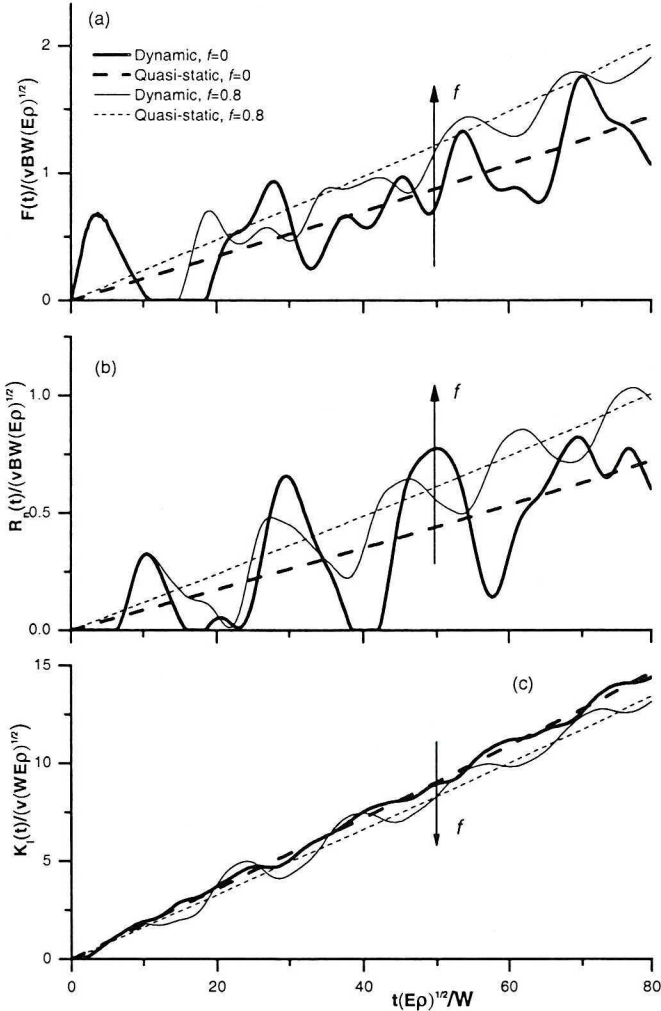 (a)
Dynamic, f=0
Quasi-static, f=0
Dynamic, f=0.8
Quasi-static, f=0.8
F(t)/(vBW(Eρ)^1/2)
2
1
0
f
(b)
R (t)/(vBW(Eρ)^1/2)
1.0
0.5
0.0
f
(c)
K_I(t)/(v(WEρ)^1/2)
15
10
5
0
f
0
20
40
60
80
t(Eρ)^1/2/W